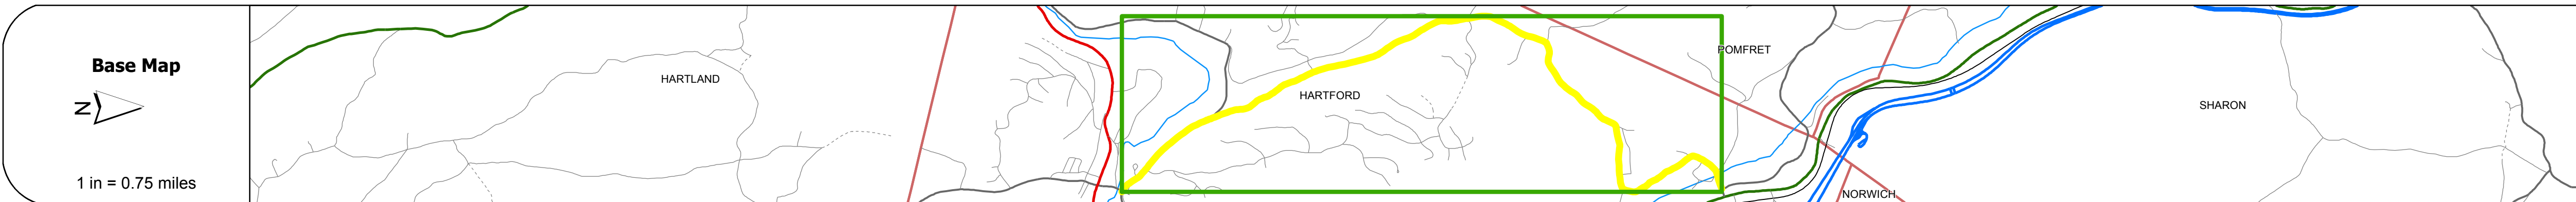 Base Map
N
1 in = 0.75 miles
HARTLAND
HARTFORD
POMFRET
NORWICH
SHARON